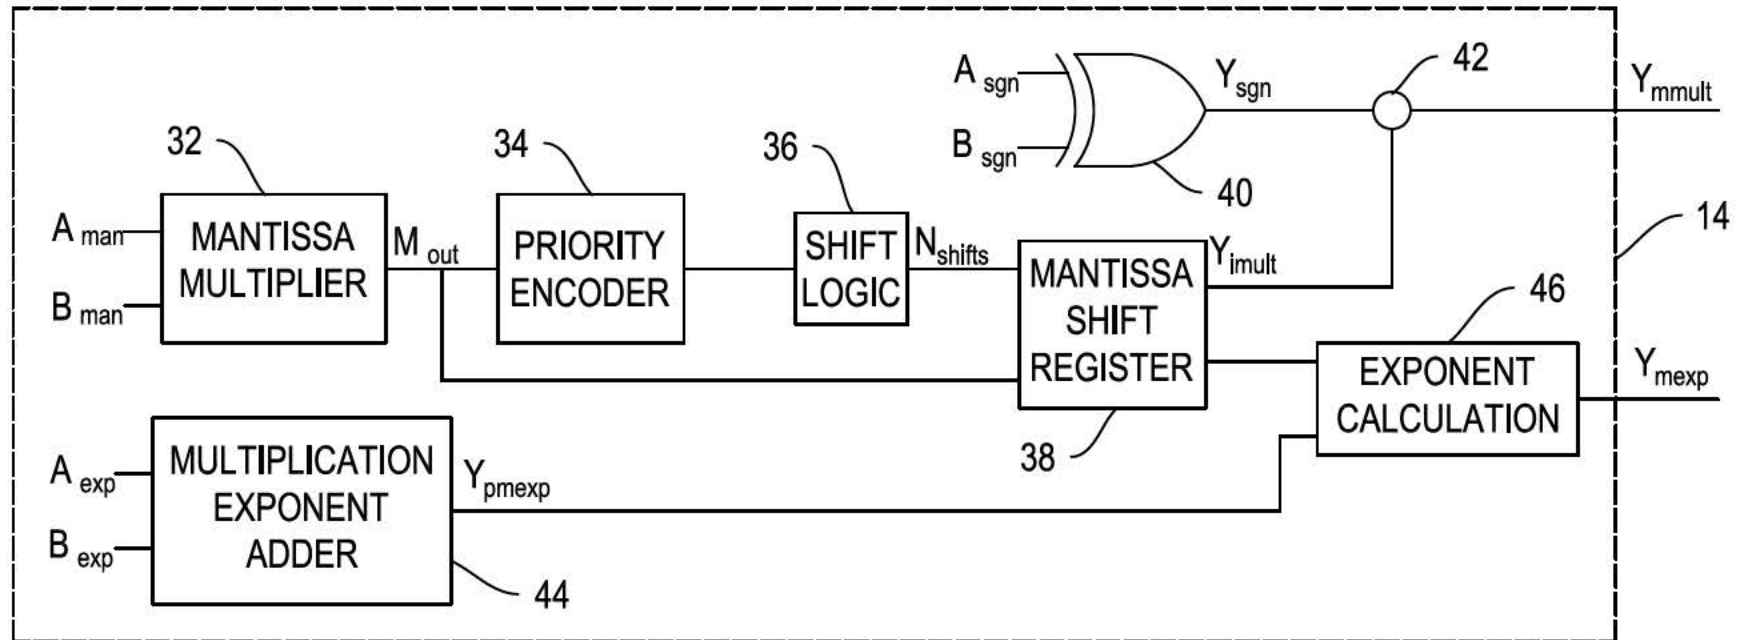 A sgn
B sgn
Y sgn
42
Y mmult
40
32
34
36
14
A man
B man
MANTISSA
MULTIPLIER
M out
PRIORITY
ENCODER
SHIFT
LOGIC
N shifts
MANTISSA
SHIFT
REGISTER
Y imult
38
46
EXPONENT
CALCULATION
Y mexp
A exp
B exp
MULTIPLICATION
EXPONENT
ADDER
Y pmexp
44